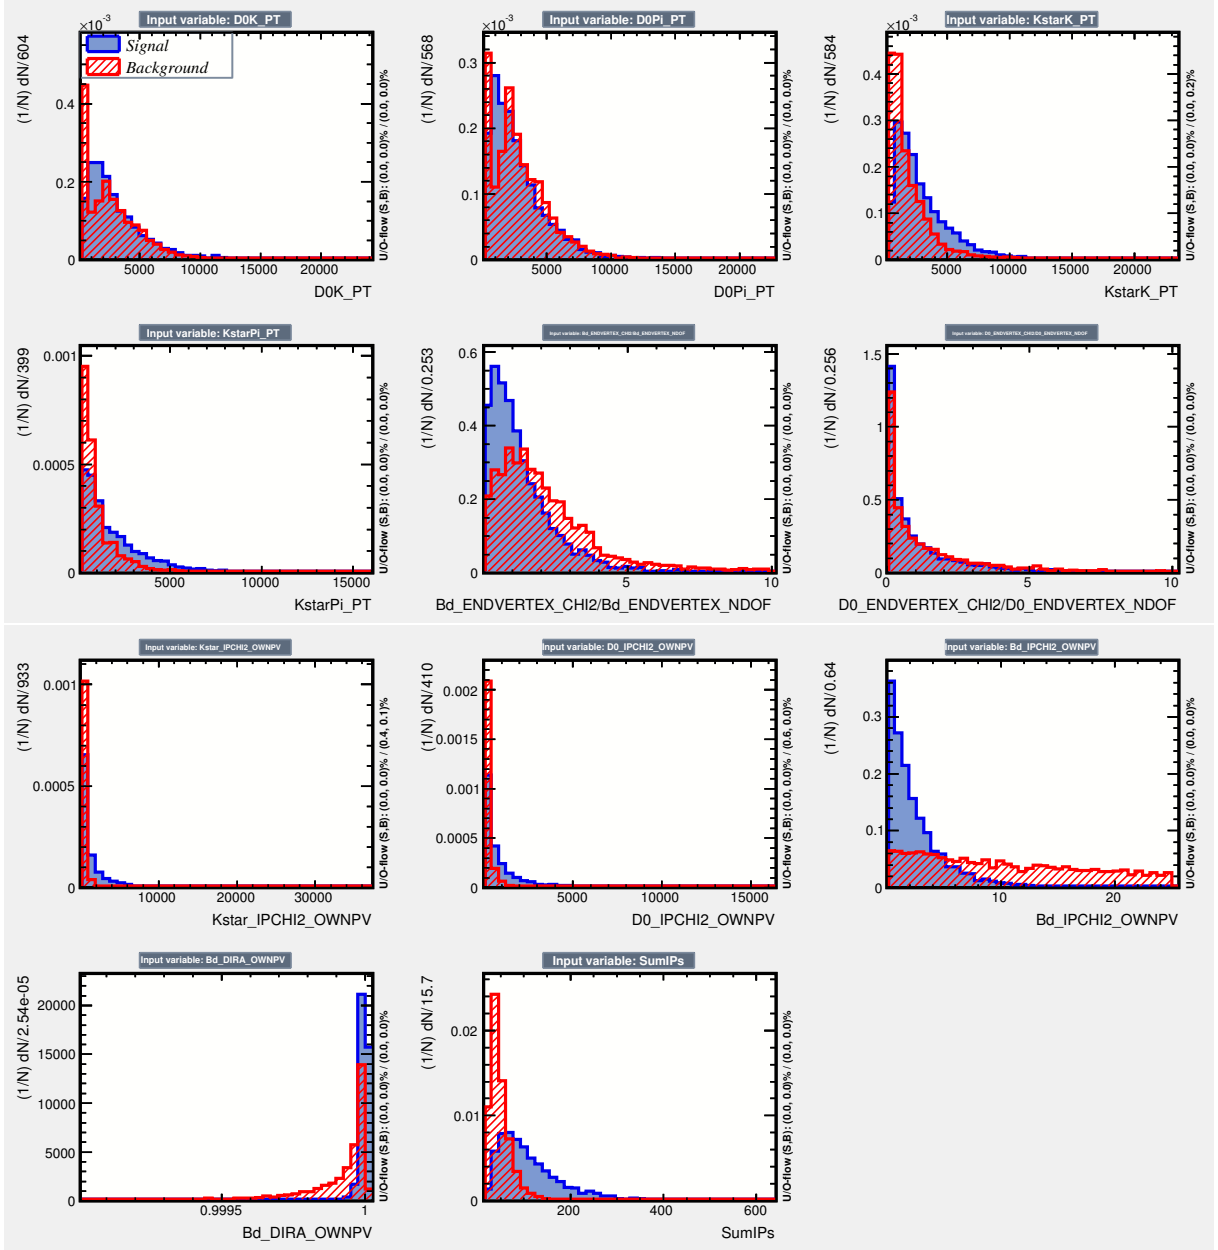 Input variable: D0K_PT
×10⁻³
(1/N) dN/604
Signal
Background
0.4
0.2
0
5000 10000 15000 20000
D0K_PT
U/O-flow (S,B): (0.0, 0.0)% / (0.0, 0.0)%
Input variable: D0Pi_PT
×10⁻³
(1/N) dN/568
0.3
0.2
0.1
0
5000 10000 15000 20000
D0Pi_PT
U/O-flow (S,B): (0.0, 0.0)% / (0.0, 0.0)%
Input variable: KstarK_PT
×10⁻³
(1/N) dN/584
0.4
0.3
0.2
0.1
0
5000 10000 15000 20000
KstarK_PT
U/O-flow (S,B): (0.0, 0.0)% / (0.0, 0.2)%
Input variable: KstarPi_PT
(1/N) dN/399
0.001
0.0005
0
5000 10000 15000
KstarPi_PT
U/O-flow (S,B): (0.0, 0.0)% / (0.0, 0.0)%
Input variable: Bd_ENDVERTEX_CHI2/Bd_ENDVERTEX_NDOF
(1/N) dN/0.253
0.6
0.4
0.2
0
5 10
Bd_ENDVERTEX_CHI2/Bd_ENDVERTEX_NDOF
U/O-flow (S,B): (0.0, 0.0)% / (0.0, 0.0)%
Input variable: D0_ENDVERTEX_CHI2/D0_ENDVERTEX_NDOF
(1/N) dN/0.256
1.5
1
0.5
0
0 5 10
D0_ENDVERTEX_CHI2/D0_ENDVERTEX_NDOF
U/O-flow (S,B): (0.0, 0.0)% / (0.0, 0.0)%
Input variable: Kstar_IPCHI2_OWNPV
(1/N) dN/933
0.001
0.0005
0
10000 20000 30000
Kstar_IPCHI2_OWNPV
U/O-flow (S,B): (0.0, 0.0)% / (0.4, 0.1)%
Input variable: D0_IPCHI2_OWNPV
(1/N) dN/410
0.002
0.0015
0.001
0.0005
0
5000 10000 15000
D0_IPCHI2_OWNPV
U/O-flow (S,B): (0.0, 0.0)% / (0.6, 0.0)%
Input variable: Bd_IPCHI2_OWNPV
(1/N) dN/0.64
0.3
0.2
0.1
0
10 20
Bd_IPCHI2_OWNPV
U/O-flow (S,B): (0.0, 0.0)% / (0.0, 0.0)%
Input variable: Bd_DIRA_OWNPV
(1/N) dN/2.54e-05
20000
15000
10000
5000
0
0.9995 1
Bd_DIRA_OWNPV
U/O-flow (S,B): (0.0, 0.0)% / (0.0, 0.0)%
Input variable: SumIPs
(1/N) dN/15.7
0.02
0.01
0
200 400 600
SumIPs
U/O-flow (S,B): (0.0, 0.0)% / (0.0, 0.0)%